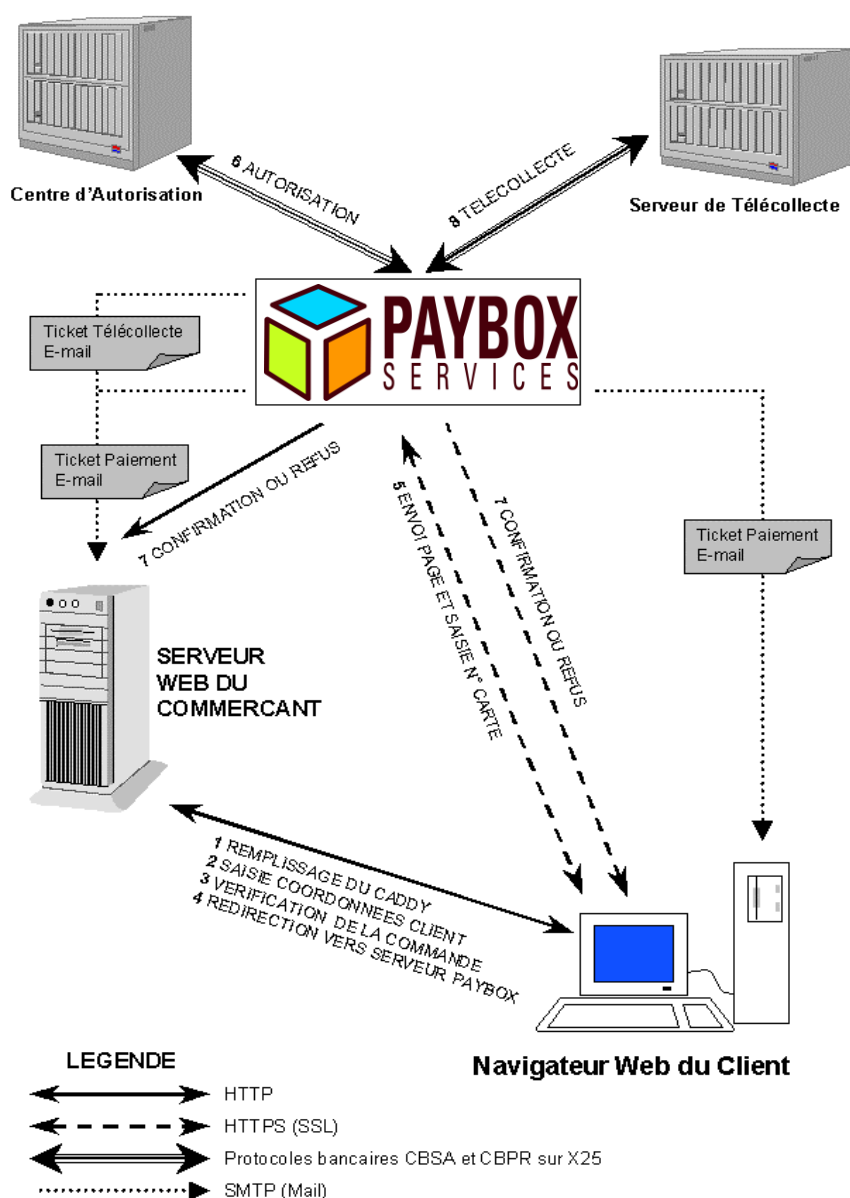 6 AUTORISATION
8 TELECOLLECTE
Centre d'Autorisation
Serveur de Télécollecte
Ticket Télécollecte
E-mail
PAYBOX
SERVICES
Ticket Paiement
E-mail
7 CONFIRMATION OU REFUS
5 ENVOI PAGE ET SAISIE N° CARTE
7 CONFIRMATION OU REFUS
Ticket Paiement
E-mail
SERVEUR
WEB DU
COMMERCANT
1 REMPLISSAGE DU CADDY
2 SAISIE COORDONNEES CLIENT
3 VERIFICATION DE LA COMMANDE
4 REDIRECTION VERS SERVEUR PAYBOX
Navigateur Web du Client
LEGENDE
HTTP
HTTPS (SSL)
Protocoles bancaires CBSA et CBPR sur X25
SMTP (Mail)